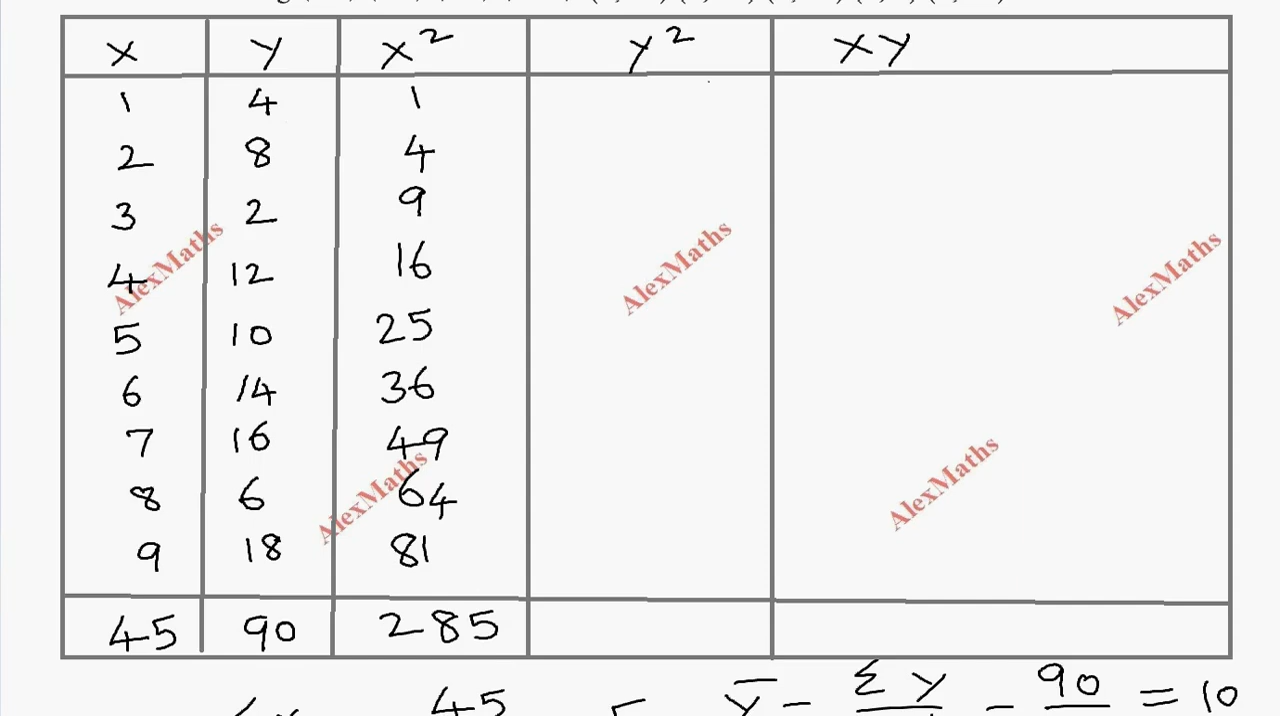 X Y X² Y² XY
1 4 1
2 8 4
3 2 9
4 12 16
5 10 25
6 14 36
7 16 49
8 6 64
9 18 81
45 90 285
45 Y̅ = ΣY = 90 = 10
AlexMaths
AlexMaths
AlexMaths
AlexMaths
AlexMaths